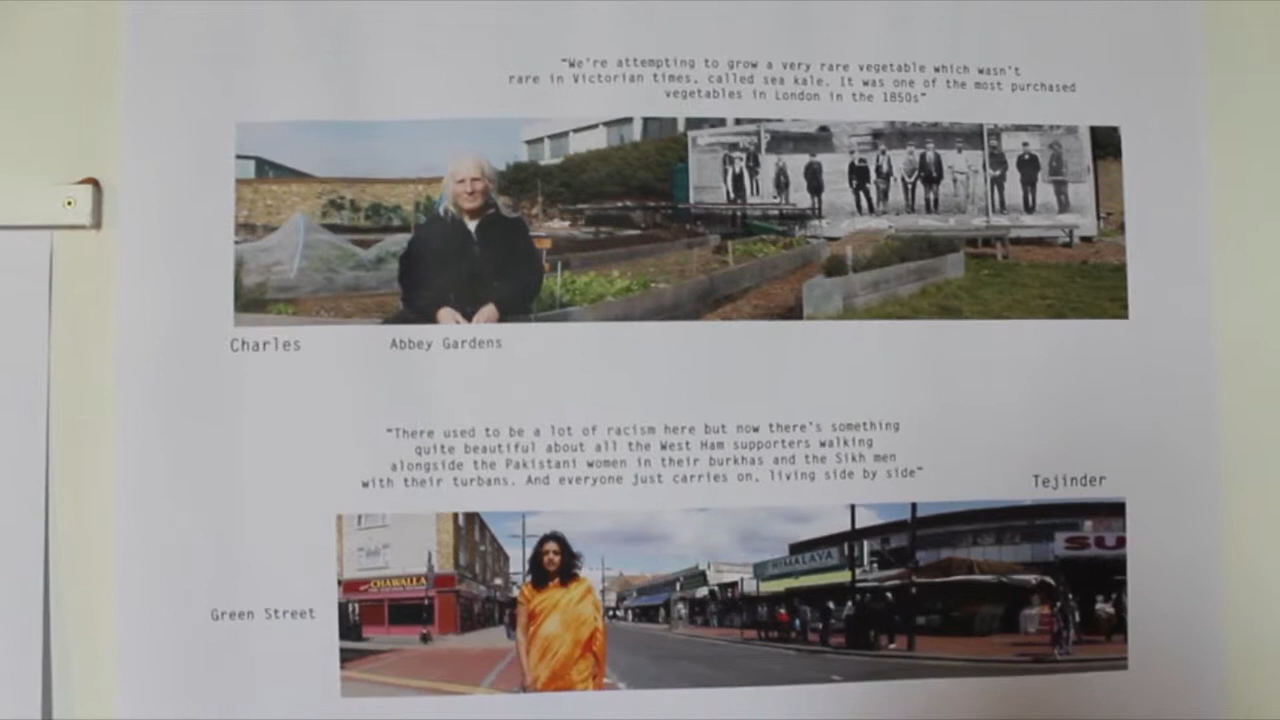 "We're attempting to grow a very rare vegetable which wasn't
rare in Victorian times, called sea kale. It was one of the most purchased
vegetables in London in the 1850s"
Charles
Abbey Gardens
"There used to be a lot of racism here but now there's something
quite beautiful about all the West Ham supporters walking
alongside the Pakistani women in their burkhas and the Sikh men
with their turbans. And everyone just carries on, living side by side"
Tejinder
CHAWALLA
HIMALAYA
SU
Green Street